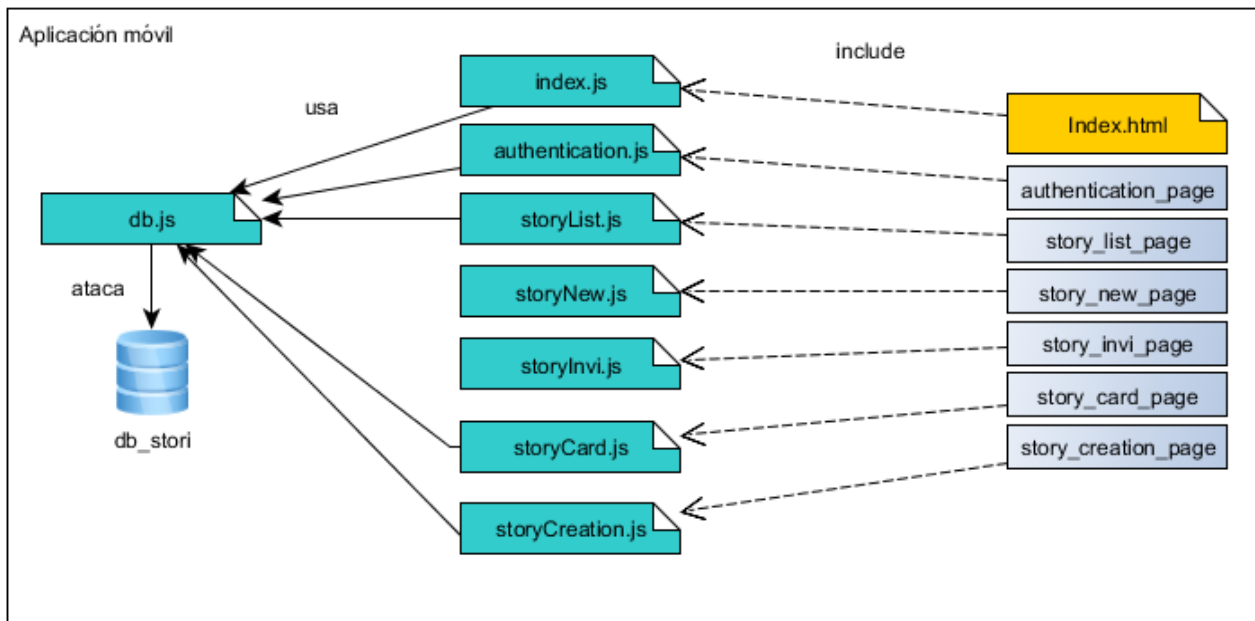 Aplicación móvil
include
usa
index.js
Index.html
authentication.js
authentication_page
db.js
storyList.js
story_list_page
ataca
storyNew.js
story_new_page
storyInvi.js
story_invi_page
db_stori
storyCard.js
story_card_page
storyCreation.js
story_creation_page